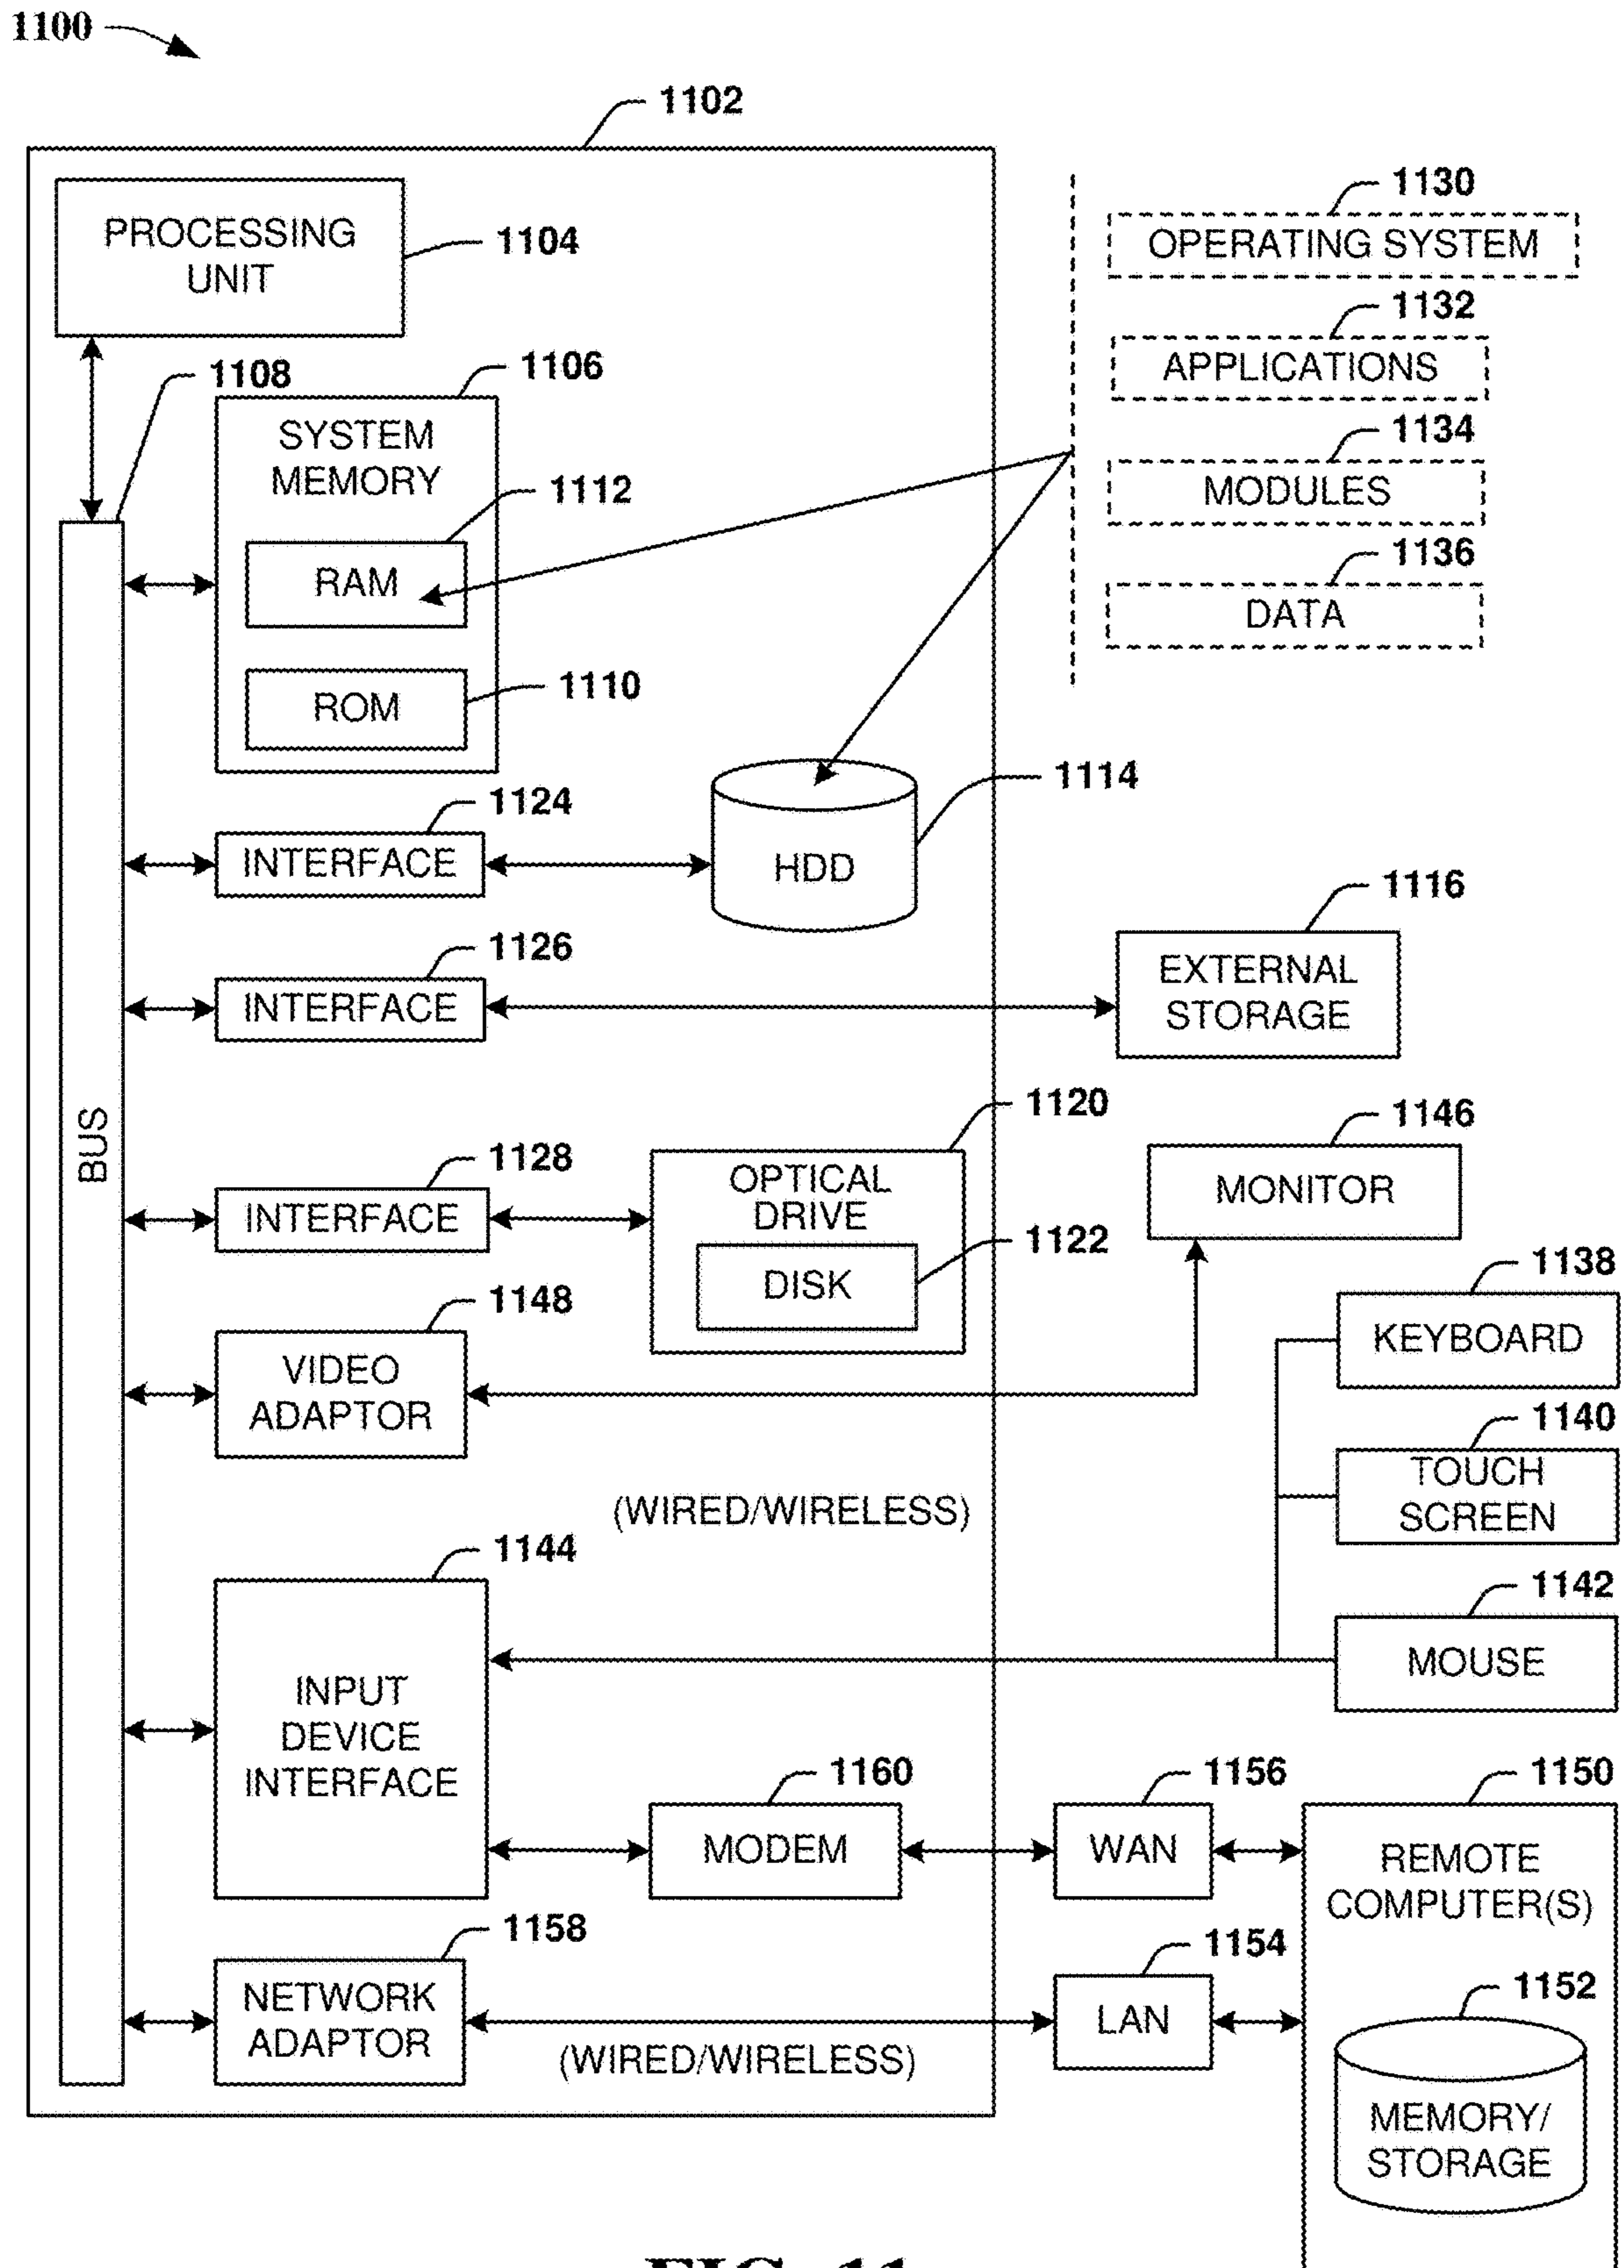 1100
1102
PROCESSING
UNIT
1104
1130
OPERATING SYSTEM
1132
APPLICATIONS
1134
MODULES
1136
DATA
1108
1106
SYSTEM
MEMORY
1112
RAM
1110
ROM
1124
INTERFACE
1114
HDD
1126
INTERFACE
1116
EXTERNAL
STORAGE
BUS
1128
INTERFACE
1120
OPTICAL
DRIVE
1122
DISK
1146
MONITOR
1148
VIDEO
ADAPTOR
1138
KEYBOARD
1140
TOUCH
SCREEN
(WIRED/WIRELESS)
1144
INPUT
DEVICE
INTERFACE
1142
MOUSE
1160
MODEM
1156
WAN
1150
REMOTE
COMPUTER(S)
1158
NETWORK
ADAPTOR
(WIRED/WIRELESS)
1154
LAN
1152
MEMORY/
STORAGE
FIG. 11